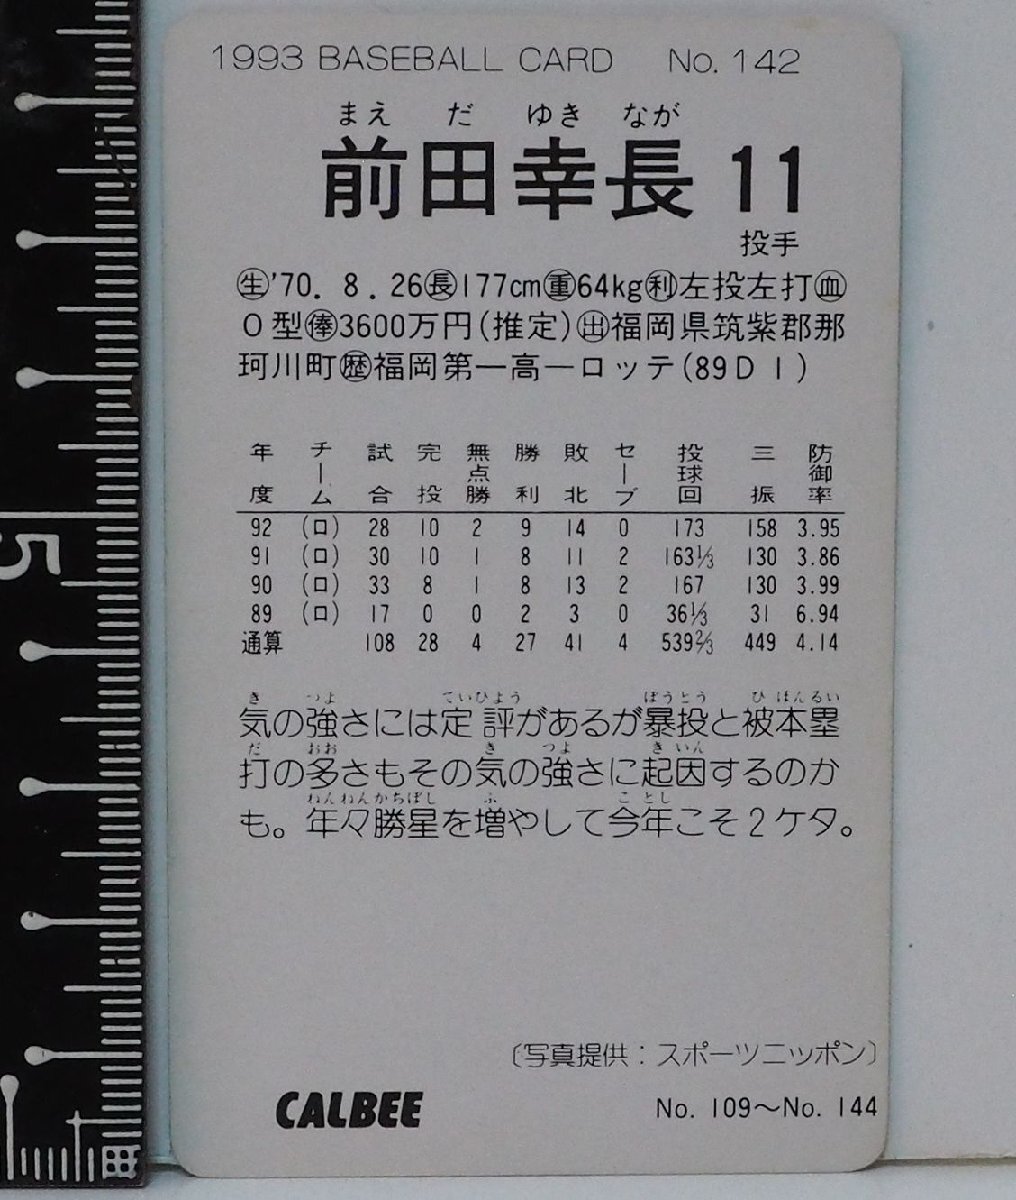 1993 BASEBALL CARD No. 142
まえ だ ゆき なが
前田幸長 11
投手
㊤'70. 8. 26㊗177cm㊟64kg㊒左投左打㊞
O型㊝3600万円(推定)㊓福岡県筑紫郡那
珂川町㊭福岡第一高ーロッテ(89D1)
年度 チーム 試合 完投 無点勝 勝利 敗北 セーブ 投球回 三振 防御率
92 (ロ) 28 10 2 9 14 0 173 158 3.95
91 (ロ) 30 10 1 8 11 2 163⅓ 130 3.86
90 (ロ) 33 8 1 8 13 2 167 130 3.99
89 (ロ) 17 0 0 2 3 0 36⅓ 31 6.94
通算 108 28 4 27 41 4 539⅔ 449 4.14
き つよ ていひょう ぼうとう ひ ほんるい
気の強さには定評があるが暴投と被本塁
だ おお き つよ き いん
打の多さもその気の強さに起因するのか
ねんねんかちぼし ふ こ とし
も。年々勝星を増やして今年こそ2ケタ。
〔写真提供：スポーツニッポン〕
CALBEE
No. 109～No. 144
5